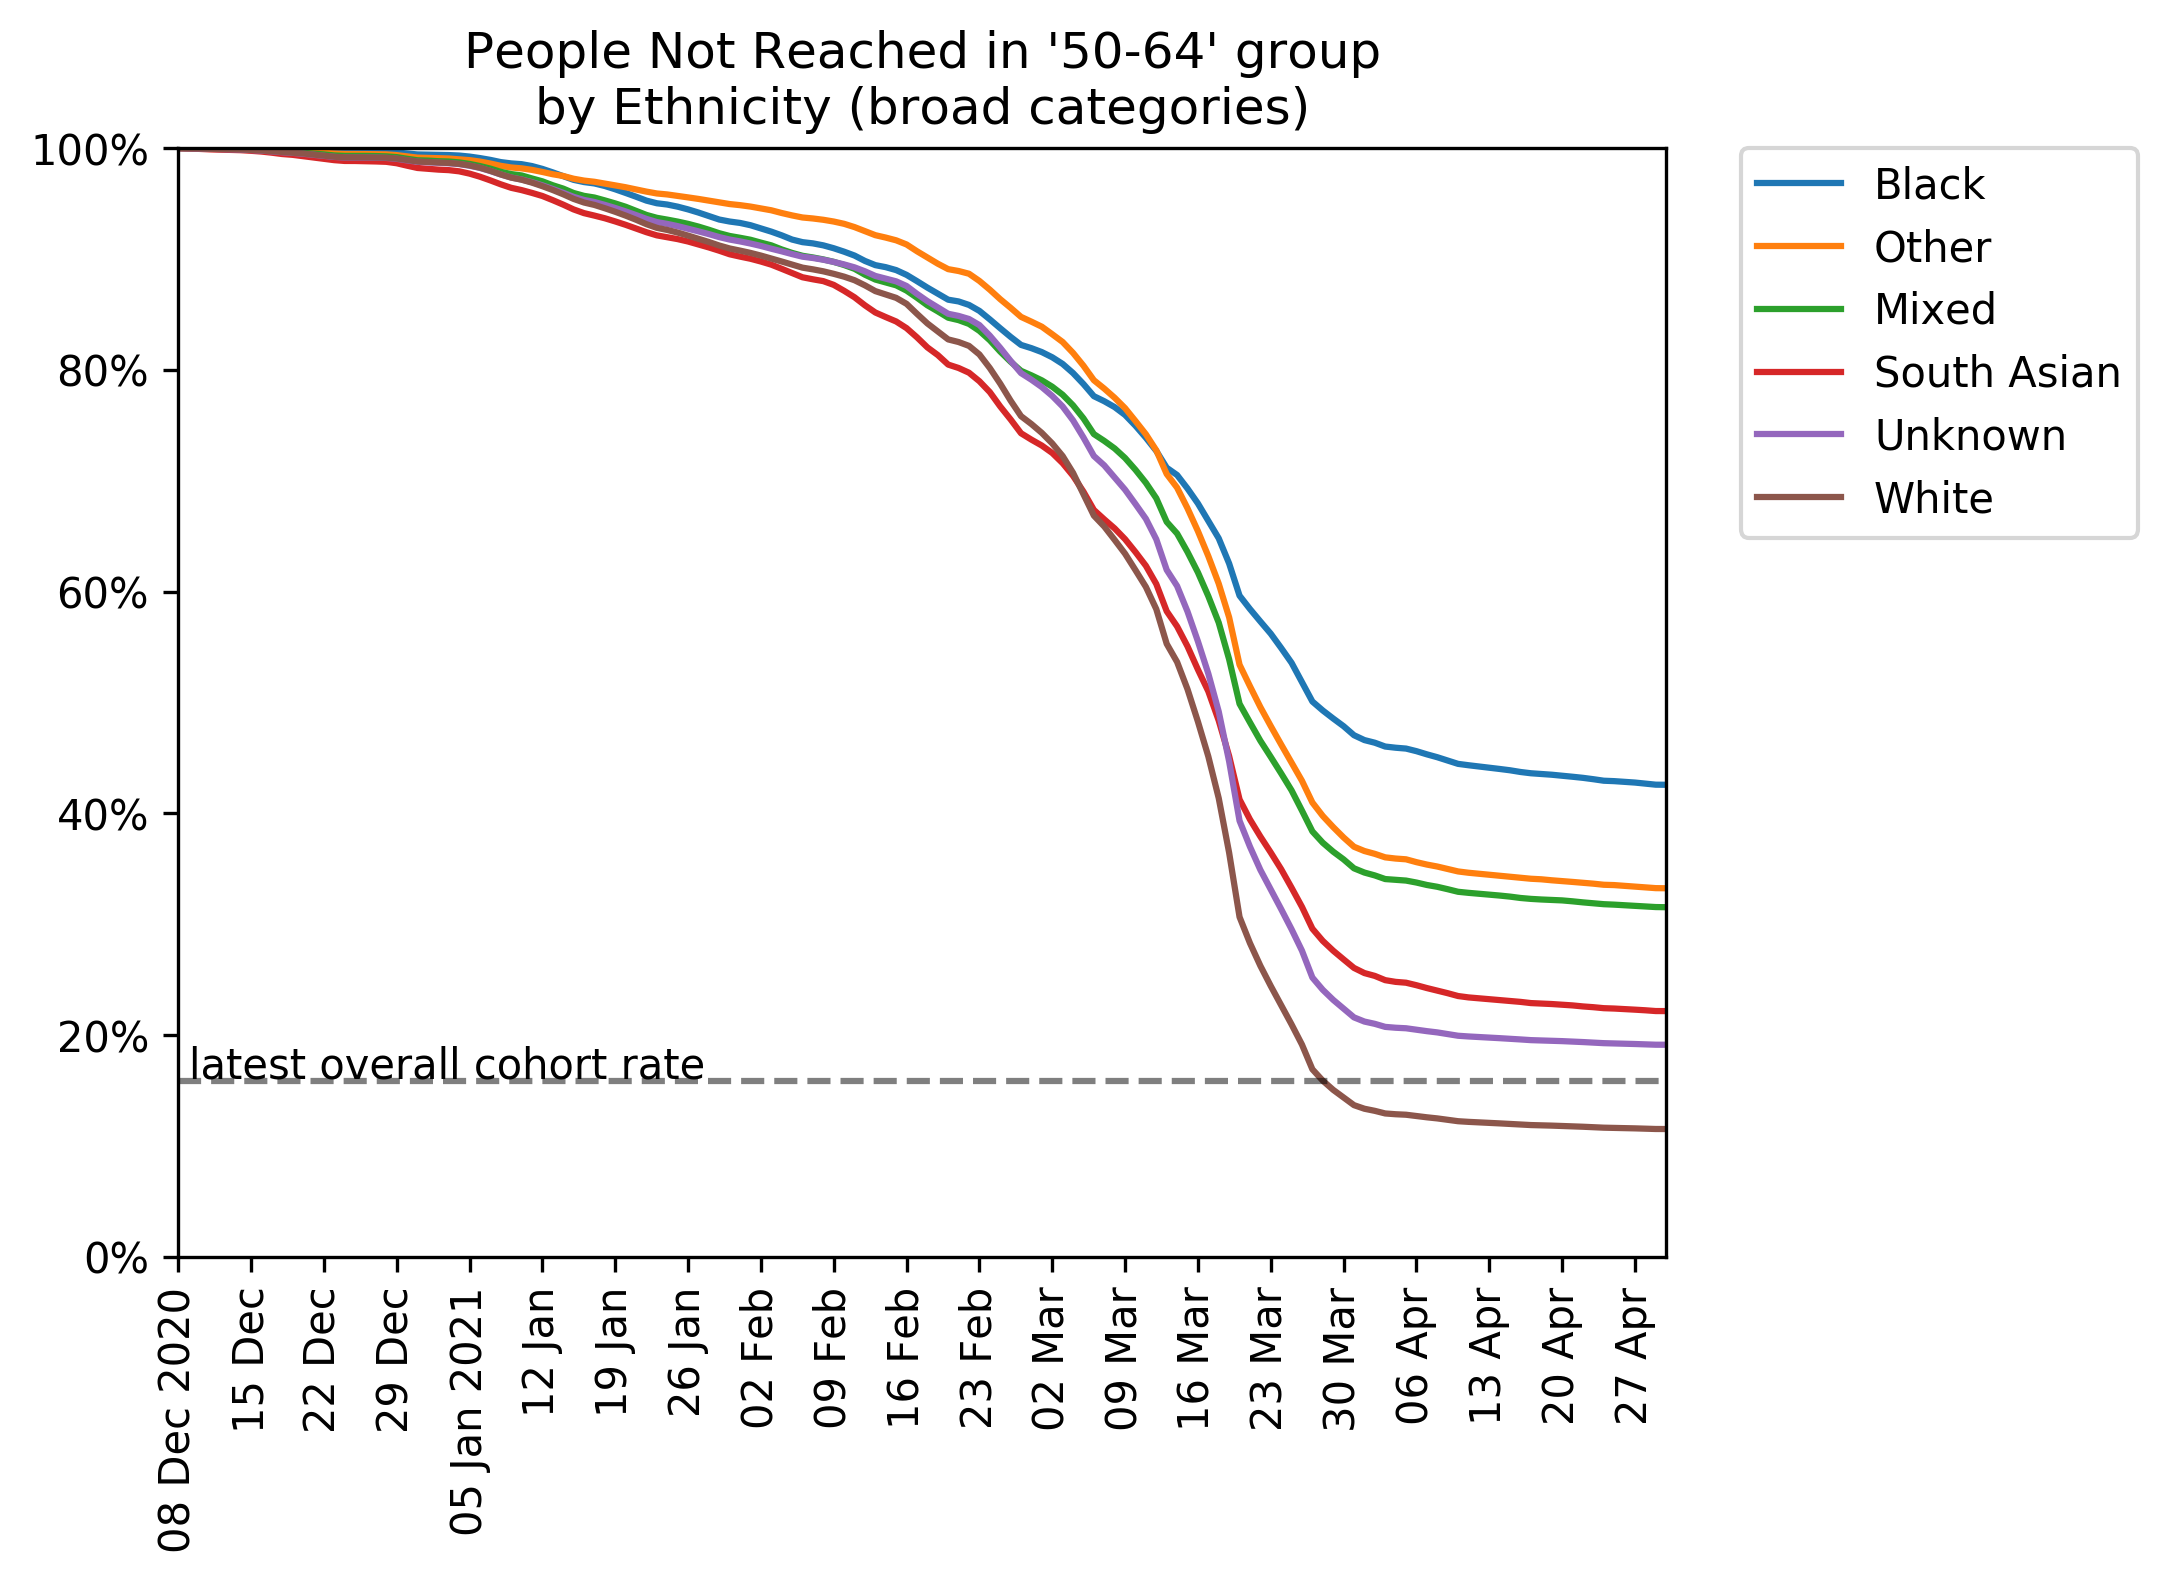 People Not Reached in '50-64' group
by Ethnicity (broad categories)
100%
80%
60%
40%
20%
0%
latest overall cohort rate
08 Dec 2020
15 Dec
22 Dec
29 Dec
05 Jan 2021
12 Jan
19 Jan
26 Jan
02 Feb
09 Feb
16 Feb
23 Feb
02 Mar
09 Mar
16 Mar
23 Mar
30 Mar
06 Apr
13 Apr
20 Apr
27 Apr
Black
Other
Mixed
South Asian
Unknown
White